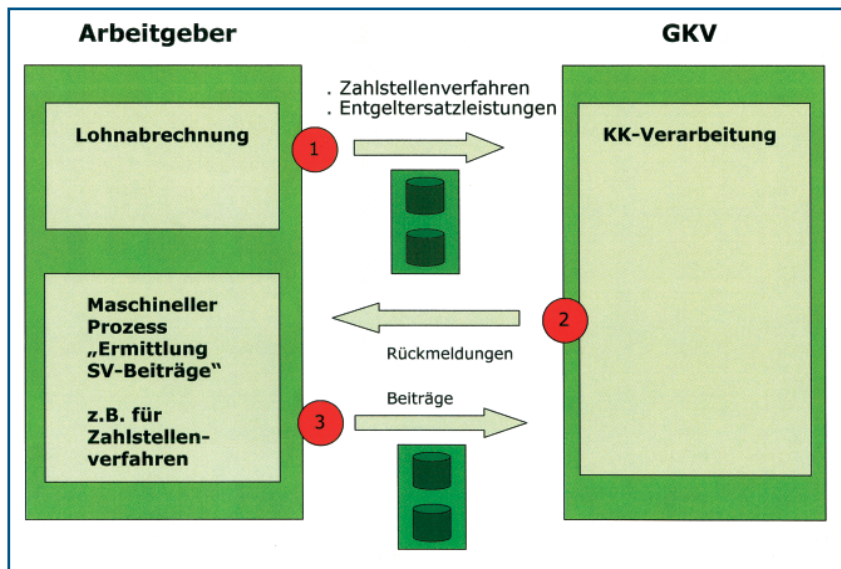 Arbeitgeber
GKV
. Zahlstellenverfahren
. Entgeltersatzleistungen
Lohnabrechnung
1
KK-Verarbeitung
Maschineller
Prozess
„Ermittlung
SV-Beiträge“
z.B. für
Zahlstellen-
verfahren
2
Rückmeldungen
Beiträge
3